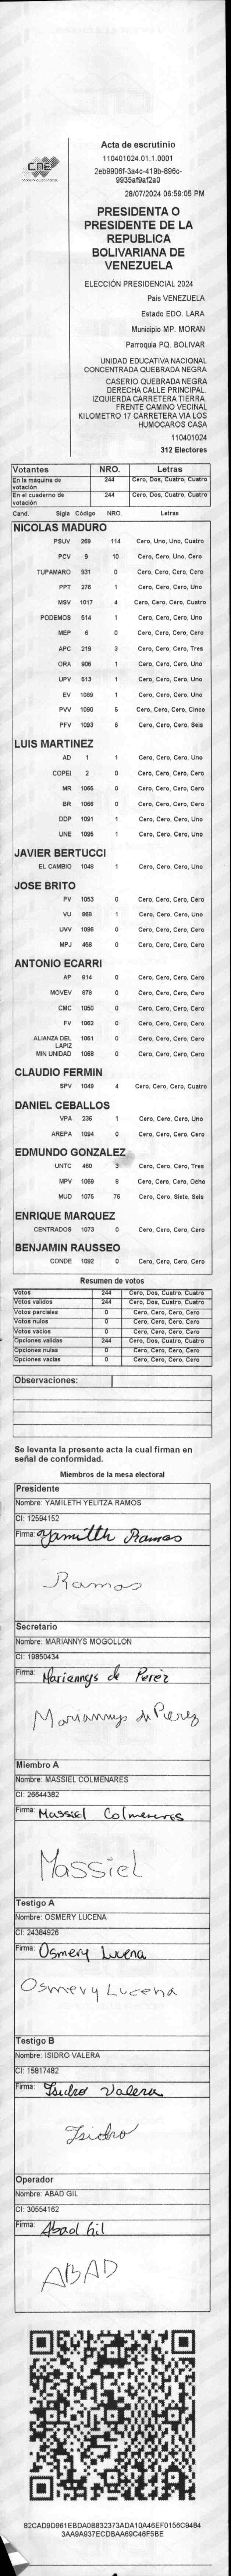 Acta de escrutinio
CNE
110401024.01.1.0001
2eb9906f-3a4c-419b-896c-
9935af9af2a0
28/07/2024 06:59:05 PM
PRESIDENTA O
PRESIDENTE DE LA
REPUBLICA
BOLIVARIANA DE
VENEZUELA
ELECCIÓN PRESIDENCIAL 2024
Pais VENEZUELA
Estado EDO. LARA
Municipio MP. MORAN
Parroquia PQ. BOLIVAR
UNIDAD EDUCATIVA NACIONAL
CONCENTRADA QUEBRADA NEGRA
CASERIO QUEBRADA NEGRA
DERECHA CALLE PRINCIPAL.
IZQUIERDA CARRETERA TIERRA.
FRENTE CAMINO VECINAL
KILOMETRO 17 CARRETERA VIA LOS
HUMOCAROS CASA
110401024
312 Electores
Votantes NRO. Letras
En la máquina de votación 244 Cero, Dos, Cuatro, Cuatro
En el cuaderno de votación 244 Cero, Dos, Cuatro, Cuatro
Cand. Sigla Código NRO. Letras
NICOLAS MADURO
PSUV 269 114 Cero, Uno, Uno, Cuatro
PCV 9 10 Cero, Cero, Uno, Cero
TUPAMARO 931 0 Cero, Cero, Cero, Cero
PPT 276 1 Cero, Cero, Cero, Uno
MSV 1017 4 Cero, Cero, Cero, Cuatro
PODEMOS 514 1 Cero, Cero, Cero, Uno
MEP 6 0 Cero, Cero, Cero, Cero
APC 219 3 Cero, Cero, Cero, Tres
ORA 906 1 Cero, Cero, Cero, Uno
UPV 513 1 Cero, Cero, Cero, Uno
EV 1089 1 Cero, Cero, Cero, Uno
PVV 1090 5 Cero, Cero, Cero, Cinco
PFV 1093 6 Cero, Cero, Cero, Seis
LUIS MARTINEZ
AD 1 1 Cero, Cero, Cero, Uno
COPEI 2 0 Cero, Cero, Cero, Cero
MR 1065 0 Cero, Cero, Cero, Cero
BR 1066 0 Cero, Cero, Cero, Cero
DDP 1091 1 Cero, Cero, Cero, Uno
UNE 1095 1 Cero, Cero, Cero, Uno
JAVIER BERTUCCI
EL CAMBIO 1048 1 Cero, Cero, Cero, Uno
JOSE BRITO
PV 1053 0 Cero, Cero, Cero, Cero
VU 868 1 Cero, Cero, Cero, Uno
UVV 1096 0 Cero, Cero, Cero, Cero
MPJ 458 0 Cero, Cero, Cero, Cero
ANTONIO ECARRI
AP 814 0 Cero, Cero, Cero, Cero
MOVEV 878 0 Cero, Cero, Cero, Cero
CMC 1050 0 Cero, Cero, Cero, Cero
FV 1062 0 Cero, Cero, Cero, Cero
ALIANZA DEL LAPIZ 1061 0 Cero, Cero, Cero, Cero
MIN UNIDAD 1068 0 Cero, Cero, Cero, Cero
CLAUDIO FERMIN
SPV 1049 4 Cero, Cero, Cero, Cuatro
DANIEL CEBALLOS
VPA 236 1 Cero, Cero, Cero, Uno
AREPA 1094 0 Cero, Cero, Cero, Cero
EDMUNDO GONZALEZ
UNTC 460 3 Cero, Cero, Cero, Tres
MPV 1069 8 Cero, Cero, Cero, Ocho
MUD 1075 76 Cero, Cero, Siete, Seis
ENRIQUE MARQUEZ
CENTRADOS 1073 0 Cero, Cero, Cero, Cero
BENJAMIN RAUSSEO
CONDE 1092 0 Cero, Cero, Cero, Cero
Resumen de votos
Votos 244 Cero, Dos, Cuatro, Cuatro
Votos validos 244 Cero, Dos, Cuatro, Cuatro
Votos parciales 0 Cero, Cero, Cero, Cero
Votos nulos 0 Cero, Cero, Cero, Cero
Votos vacios 0 Cero, Cero, Cero, Cero
Opciones validas 244 Cero, Dos, Cuatro, Cuatro
Opciones nulas 0 Cero, Cero, Cero, Cero
Opciones vacias 0 Cero, Cero, Cero, Cero
Observaciones:
Se levanta la presente acta la cual firman en
señal de conformidad.
Miembros de la mesa electoral
Presidente
Nombre: YAMILETH YELITZA RAMOS
CI: 12594152
Firma: Yamilth Ramos
Ramos
Secretario
Nombre: MARIANNYS MOGOLLON
CI: 19850434
Firma: Mariannys de Perez
Mariannys de Perez
Miembro A
Nombre: MASSIEL COLMENARES
CI: 26644382
Firma: Massiel Colmenares
Massiel
Testigo A
Nombre: OSMERY LUCENA
CI: 24384926
Firma: Osmery Lucena
Osmery Lucena
Testigo B
Nombre: ISIDRO VALERA
CI: 15817482
Firma: Isidro Valera
Isidro
Operador
Nombre: ABAD GIL
CI: 30554162
Firma: Abad Gil
ABAD
82CAD9D961EBDA0B832373ADA10A46EF0156C9484
3AA9A937ECDBAA69C46F5BE